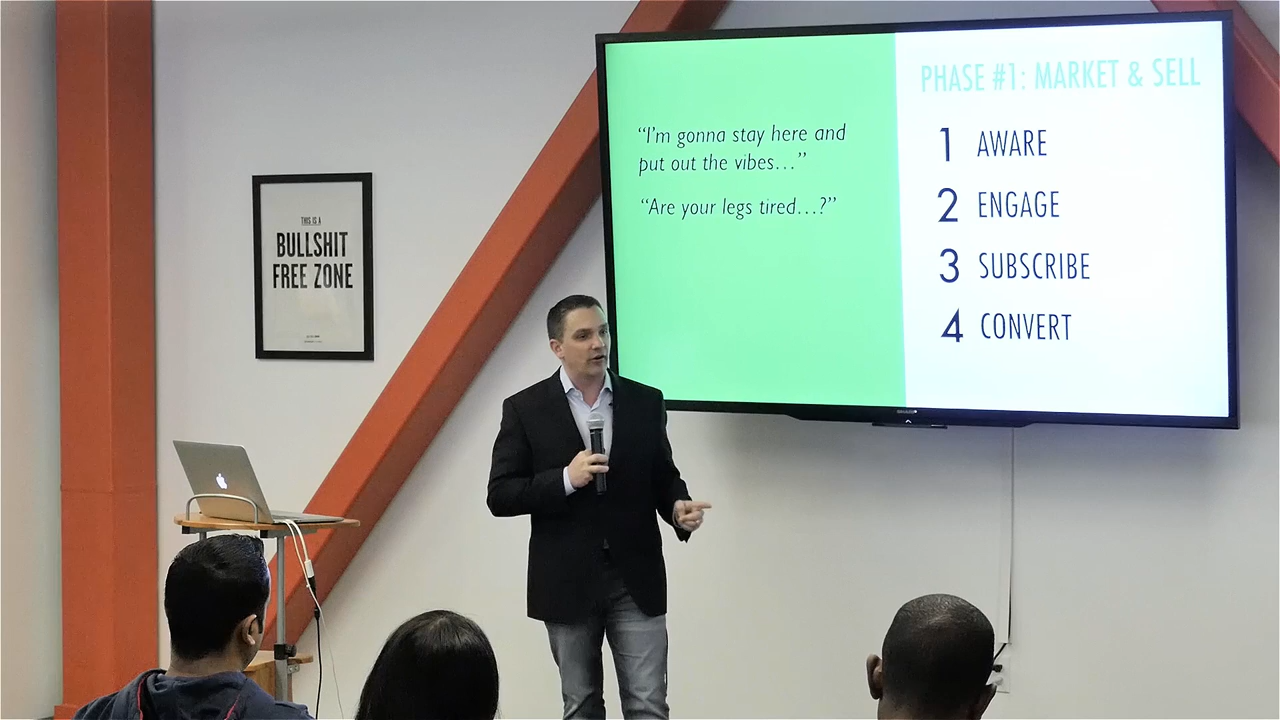 THIS IS A
BULLSHIT
FREE ZONE
"I'm gonna stay here and
put out the vibes..."
"Are your legs tired...?"
PHASE #1: MARKET & SELL
1 AWARE
2 ENGAGE
3 SUBSCRIBE
4 CONVERT